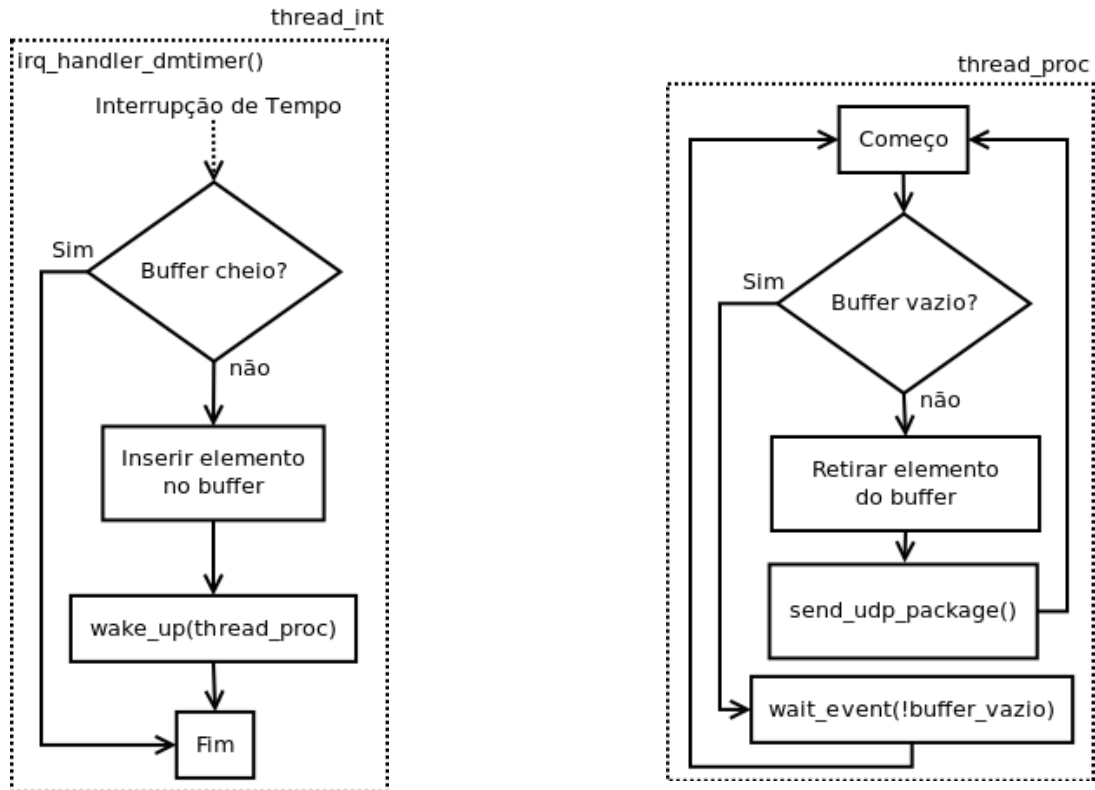 thread_int
irq_handler_dmtimer()
Interrupção de Tempo
Sim
Buffer cheio?
não
Inserir elemento
no buffer
wake_up(thread_proc)
Fim
thread_proc
Começo
Sim
Buffer vazio?
não
Retirar elemento
do buffer
send_udp_package()
wait_event(!buffer_vazio)